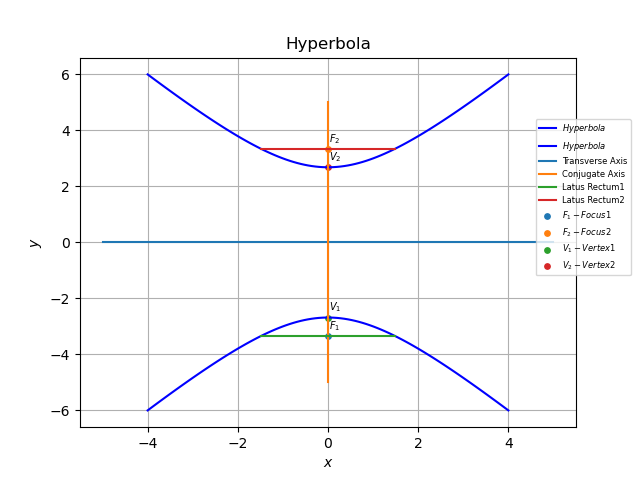 Hyperbola
6
4
2
0
−2
−4
−6
y
F₂
V₂
V₁
F₁
−4
−2
0
2
4
x
Hyperbola
Hyperbola
Transverse Axis
Conjugate Axis
Latus Rectum1
Latus Rectum2
F₁ − Focus1
F₂ − Focus2
V₁ − Vertex1
V₂ − Vertex2